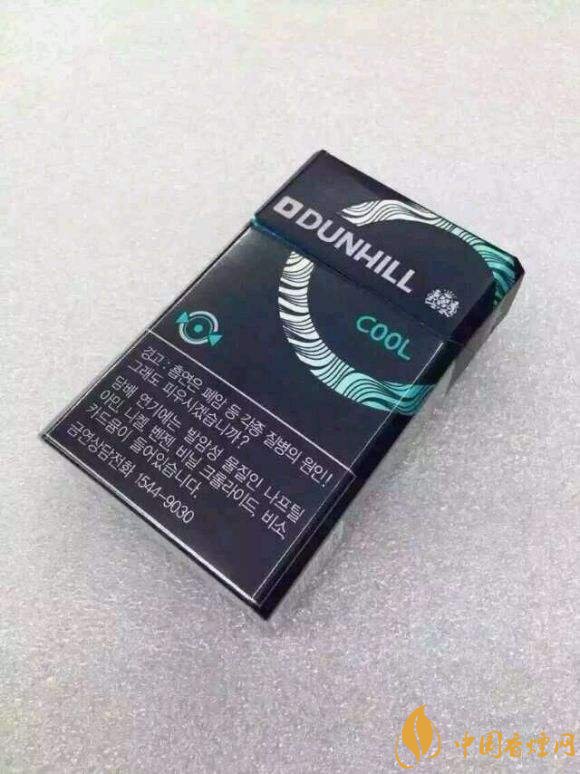 DUNHILL
COOL
경고 : 흡연은 폐암 등 각종 질병의 원인!
그래도 피우시겠습니까?
담배 연기에는 발암성 물질인 나프틸
아민, 니켈, 벤젠, 비닐 크롤라이드, 비소,
카드뮴이 들어있습니다.
금연상담전화 1544-9030
中国香烟网